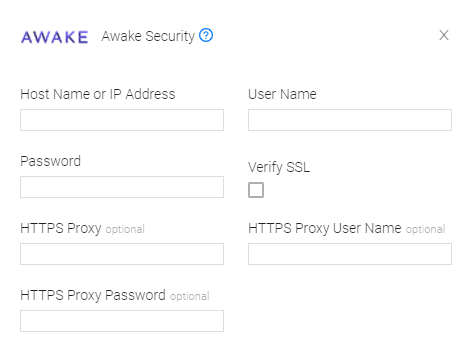 AWAKE Awake Security ?
X
Host Name or IP Address
User Name
Password
Verify SSL
HTTPS Proxy optional
HTTPS Proxy User Name optional
HTTPS Proxy Password optional